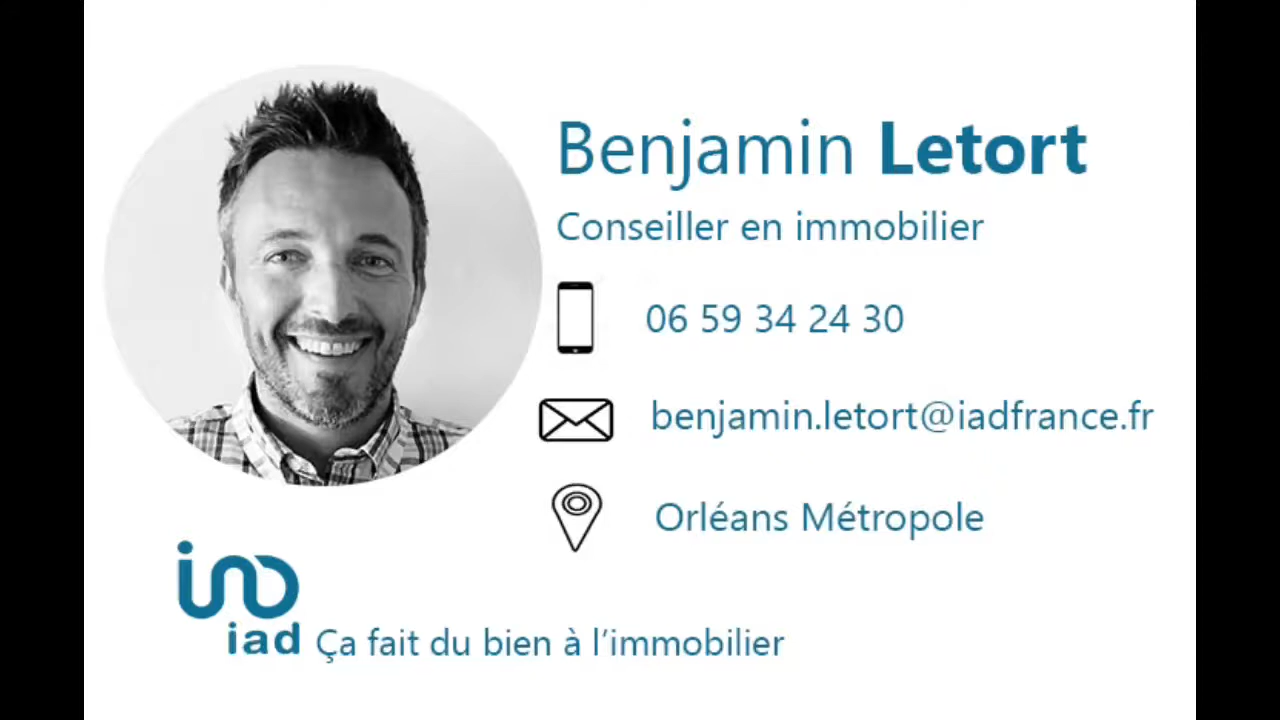 Benjamin Letort
Conseiller en immobilier
06 59 34 24 30
benjamin.letort@iadfrance.fr
Orléans Métropole
iad Ça fait du bien à l’immobilier